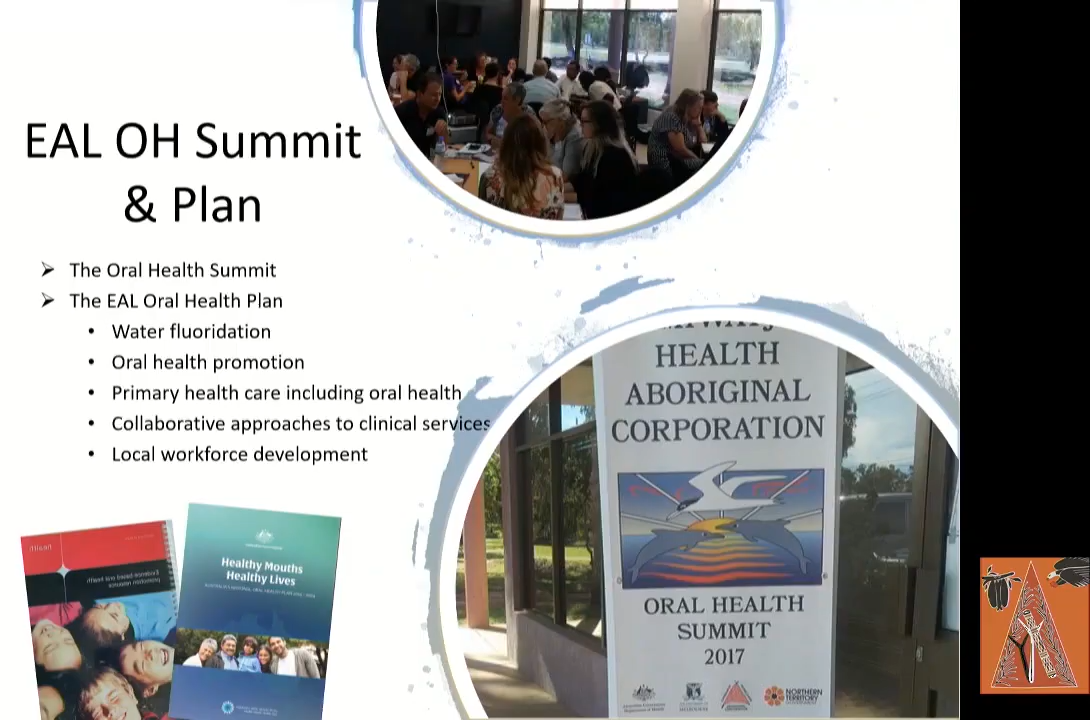 EAL OH Summit
& Plan
The Oral Health Summit
The EAL Oral Health Plan
Water fluoridation
Oral health promotion
Primary health care including oral health
Collaborative approaches to clinical services
Local workforce development
Healthy Mouths
Healthy Lives
HEALTH
ABORIGINAL
CORPORATION
ORAL HEALTH
SUMMIT
2017
NORTHERN
TERRITORY